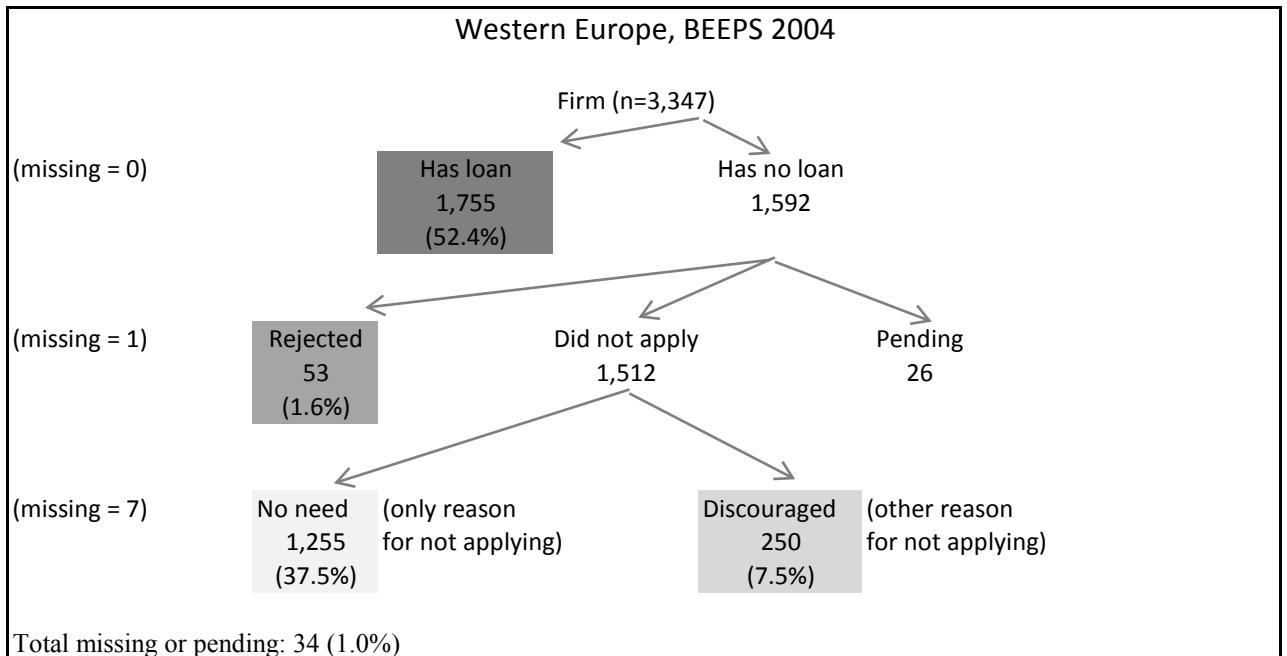 Western Europe, BEEPS 2004
Firm (n=3,347)
(missing = 0)
Has loan
1,755
(52.4%)
Has no loan
1,592
(missing = 1)
Rejected
53
(1.6%)
Did not apply
1,512
Pending
26
(missing = 7)
No need
1,255
(37.5%)
(only reason
for not applying)
Discouraged
250
(7.5%)
(other reason
for not applying)
Total missing or pending: 34 (1.0%)